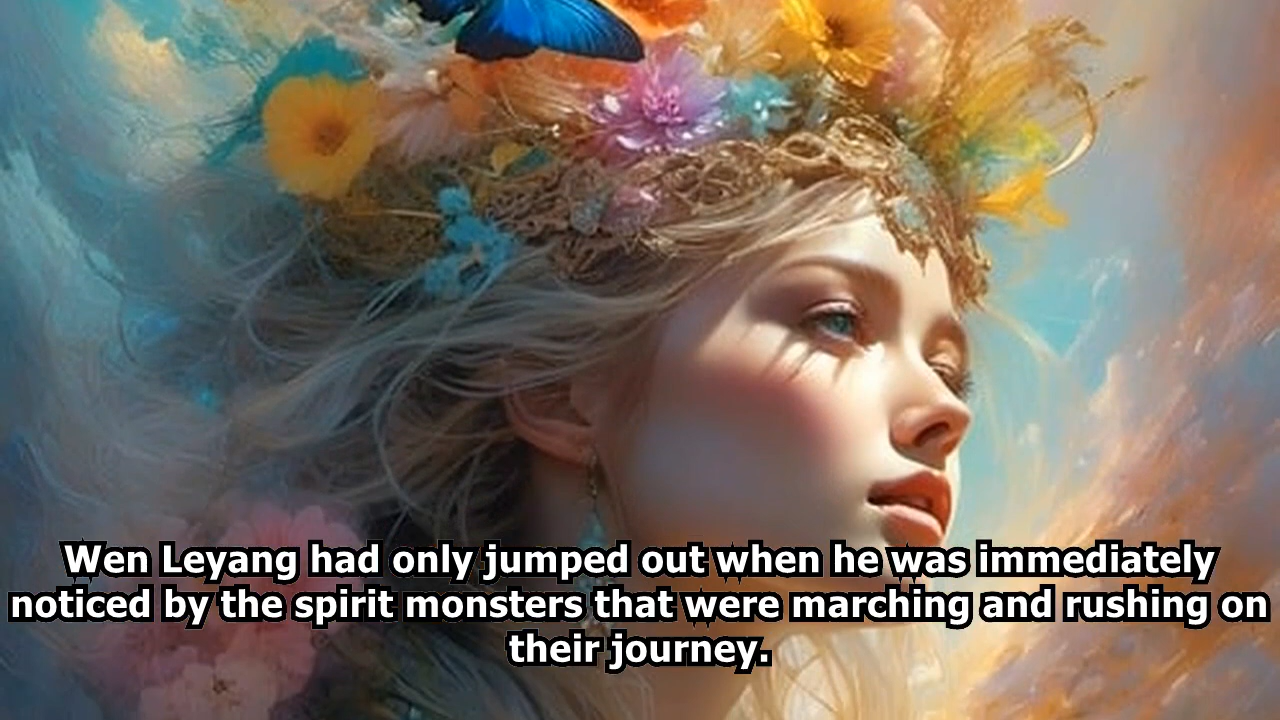 Wen Leyang had only jumped out when he was immediately
noticed by the spirit monsters that were marching and rushing on
their journey.